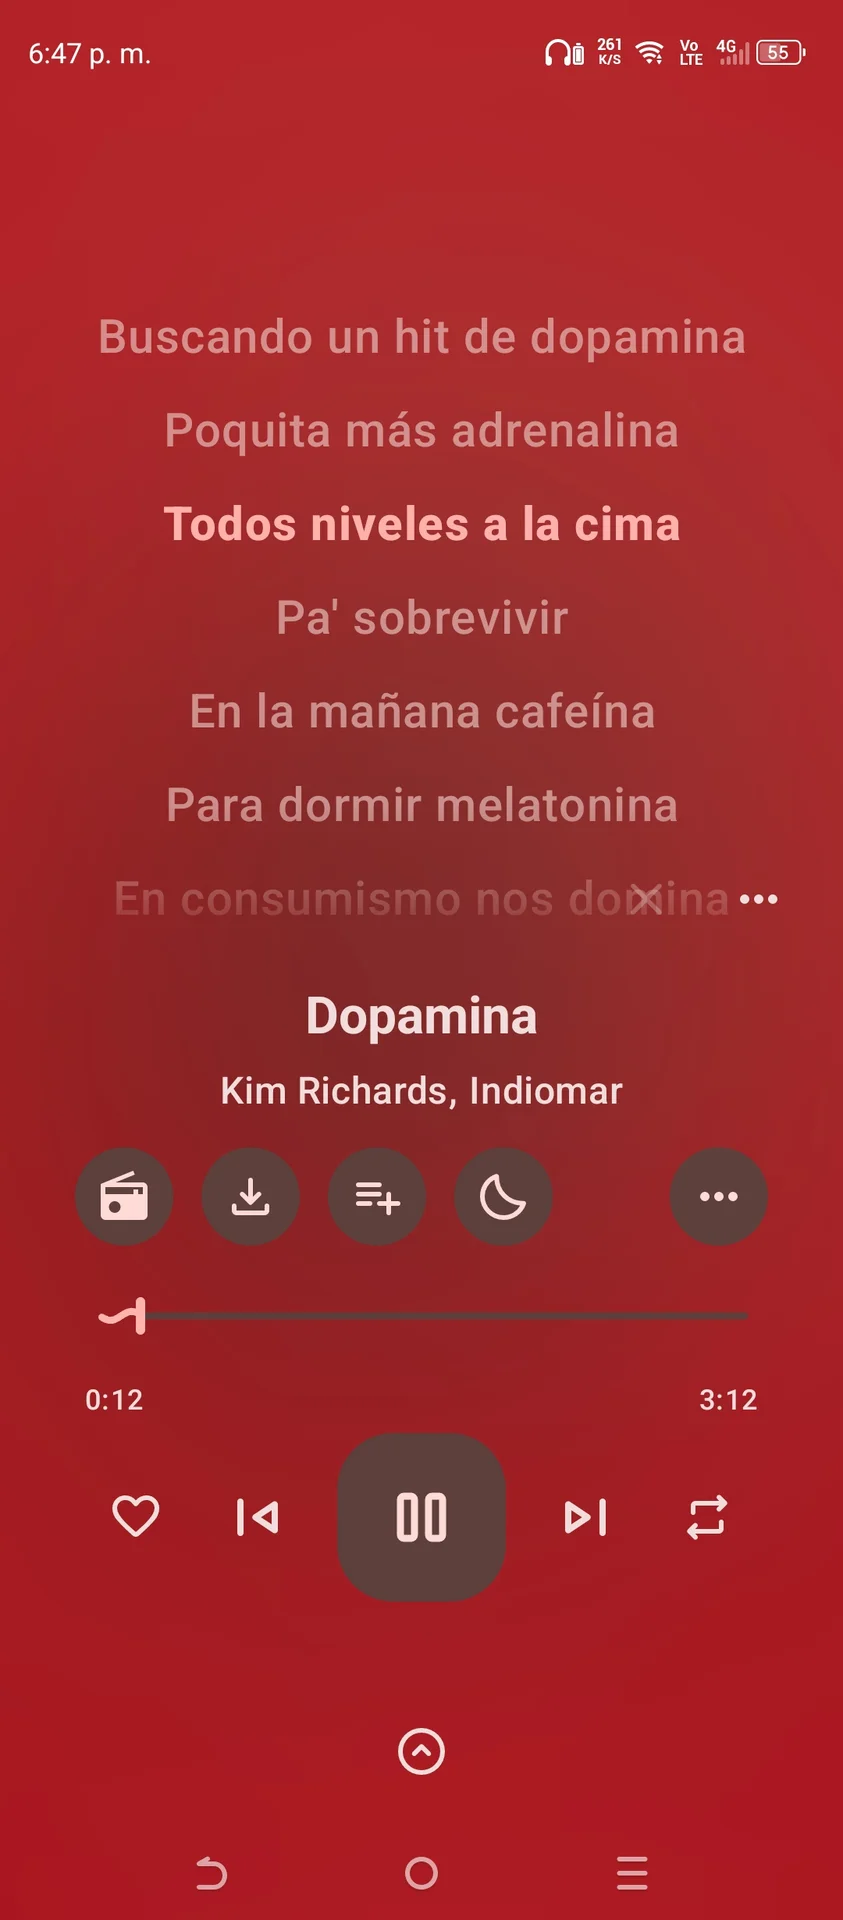 6:47 p. m.
261
K/S
Vo
LTE
4G
55
Buscando un hit de dopamina
Poquita más adrenalina
Todos niveles a la cima
Pa' sobrevivir
En la mañana cafeína
Para dormir melatonina
En consumismo nos domina
Dopamina
Kim Richards, Indiomar
0:12
3:12